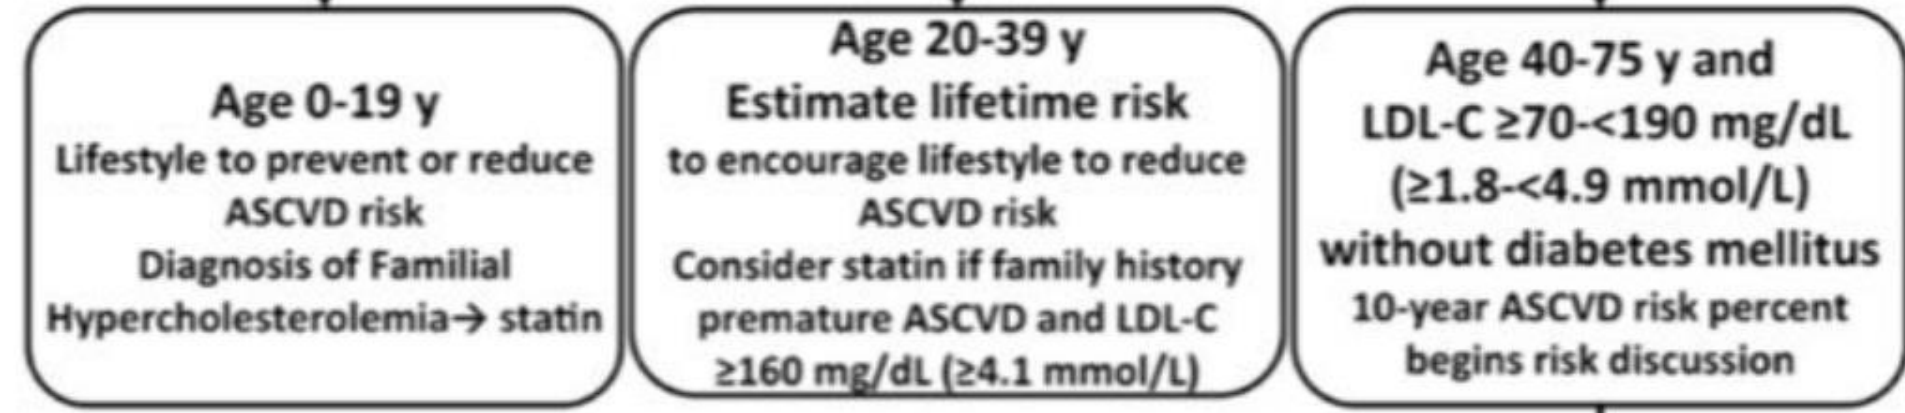 Age 0-19 y
Lifestyle to prevent or reduce
ASCVD risk
Diagnosis of Familial
Hypercholesterolemia→ statin
Age 20-39 y
Estimate lifetime risk
to encourage lifestyle to reduce
ASCVD risk
Consider statin if family history
premature ASCVD and LDL-C
≥160 mg/dL (≥4.1 mmol/L)
Age 40-75 y and
LDL-C ≥70-<190 mg/dL
(≥1.8-<4.9 mmol/L)
without diabetes mellitus
10-year ASCVD risk percent
begins risk discussion